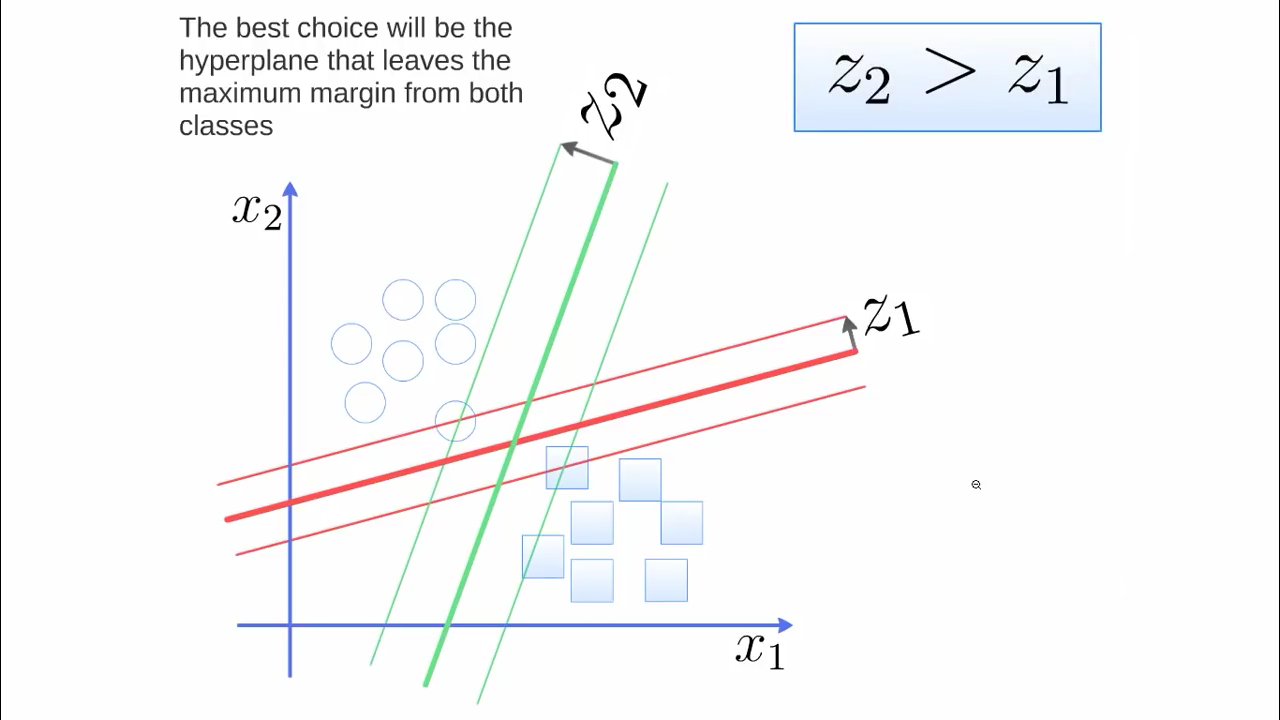 The best choice will be the
hyperplane that leaves the
maximum margin from both
classes
z₂ > z₁
z₂
x₂
z₁
x₁